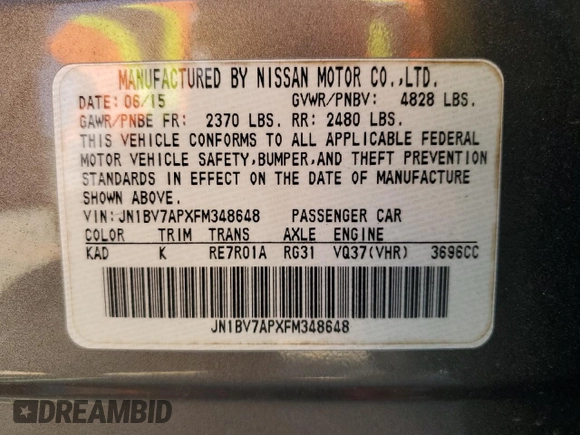 MANUFACTURED BY NISSAN MOTOR CO.,LTD.
DATE: 06/15 GVWR/PNBV: 4828 LBS.
GAWR/PNBE FR: 2370 LBS. RR: 2480 LBS.
THIS VEHICLE CONFORMS TO ALL APPLICABLE FEDERAL
MOTOR VEHICLE SAFETY,BUMPER,AND THEFT PREVENTION
STANDARDS IN EFFECT ON THE DATE OF MANUFACTURE
SHOWN ABOVE.
VIN:JN1BV7APXFM348648 PASSENGER CAR
COLOR TRIM TRANS AXLE ENGINE
KAD K RE7R01A RG31 VQ37(VHR) 3696CC
JN1BV7APXFM348648
DREAMBID